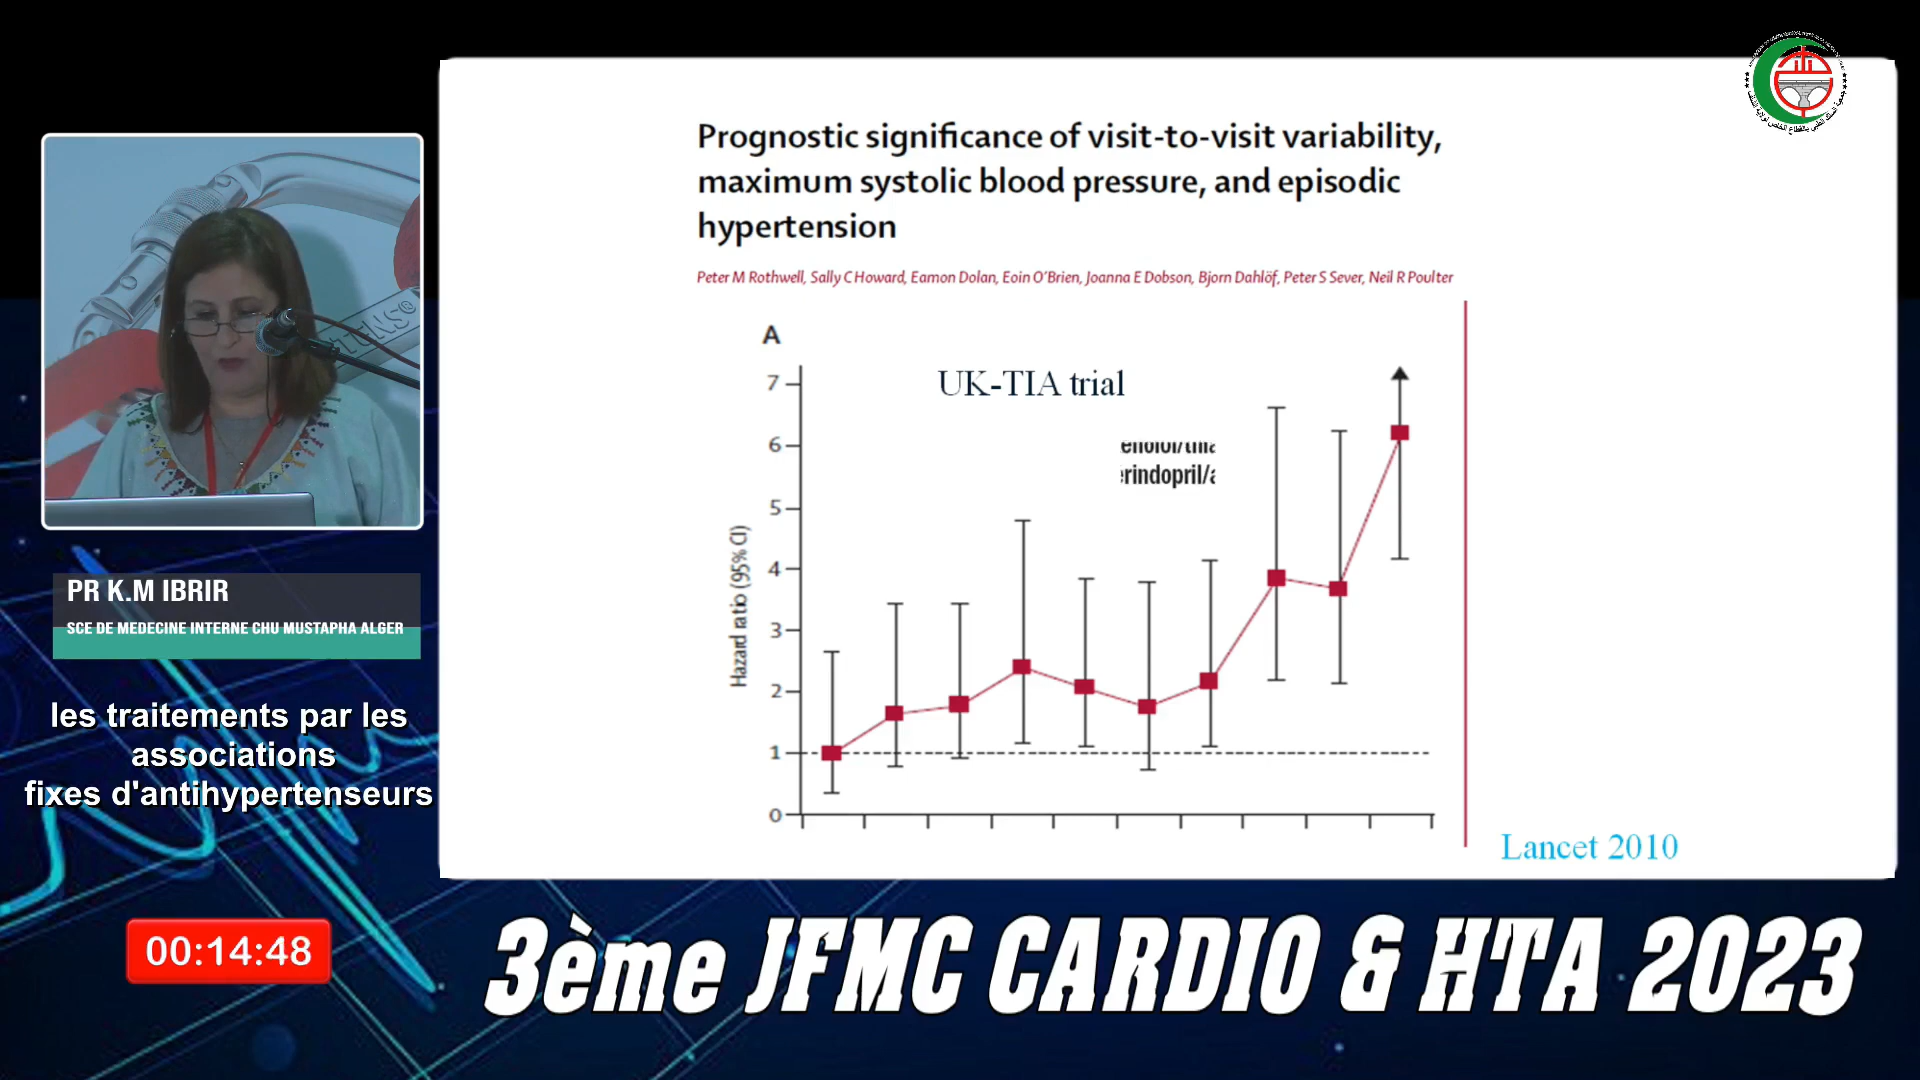 Prognostic significance of visit-to-visit variability,
maximum systolic blood pressure, and episodic
hypertension
Peter M Rothwell, Sally C Howard, Eamon Dolan, Eoin O'Brien, Joanna E Dobson, Bjorn Dahlöf, Peter S Sever, Neil R Poulter
A
UK-TIA trial
erindopril/a
Hazard ratio (95% CI)
7
6
5
4
3
2
1
0
Lancet 2010
PR K.M IBRIR
SCE DE MEDECINE INTERNE CHU MUSTAPHA ALGER
les traitements par les
associations
fixes d'antihypertenseurs
00:14:48
3ème JFMC CARDIO & HTA 2023